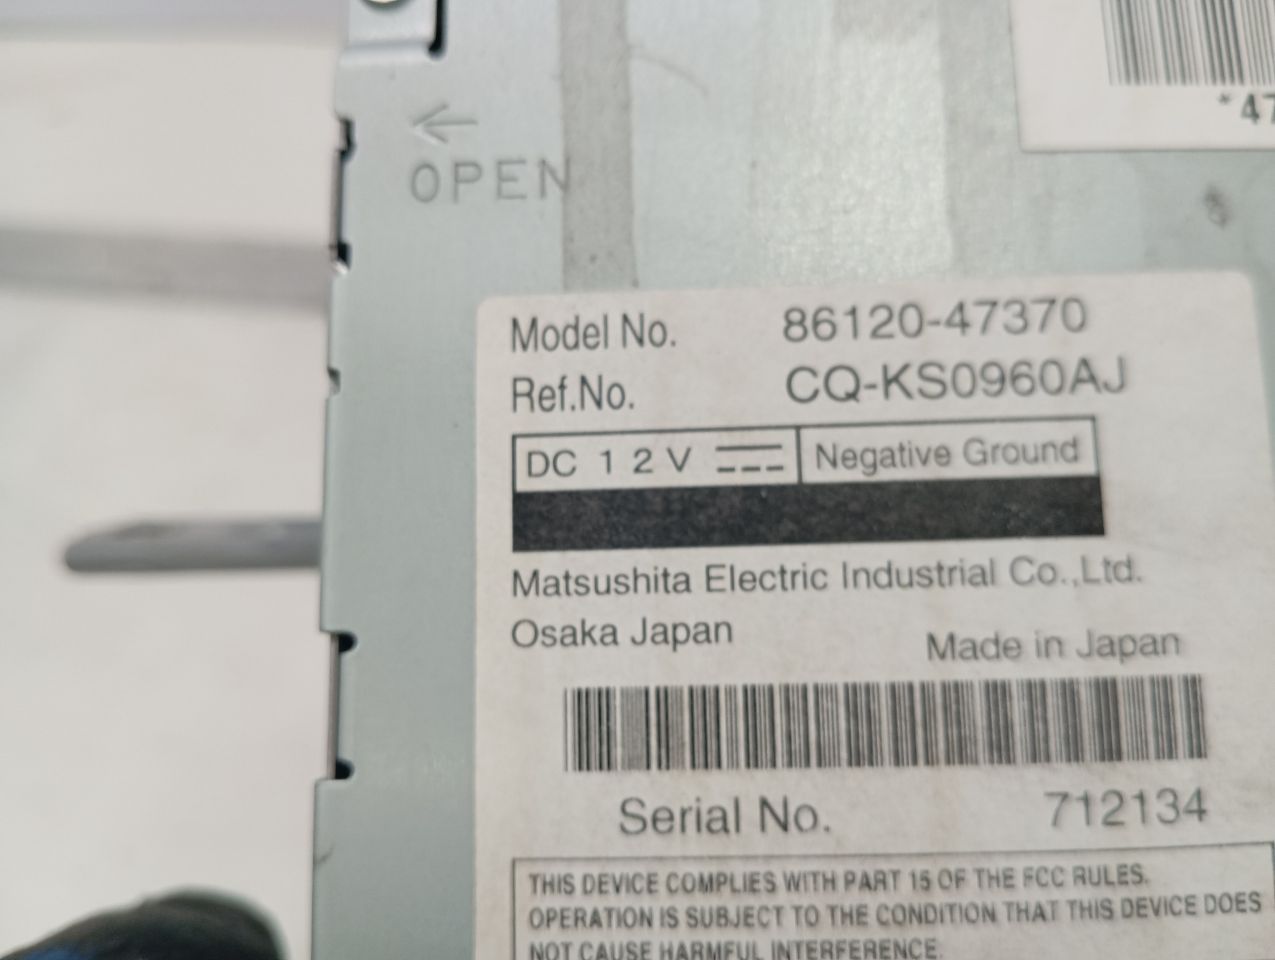 *47
← OPEN
Model No. 86120-47370
Ref.No. CQ-KS0960AJ
DC 12V Negative Ground
Matsushita Electric Industrial Co.,Ltd.
Osaka Japan
Made in Japan
Serial No. 712134
THIS DEVICE COMPLIES WITH PART 15 OF THE FCC RULES.
OPERATION IS SUBJECT TO THE CONDITION THAT THIS DEVICE DOES
NOT CAUSE HARMFUL INTERFERENCE.